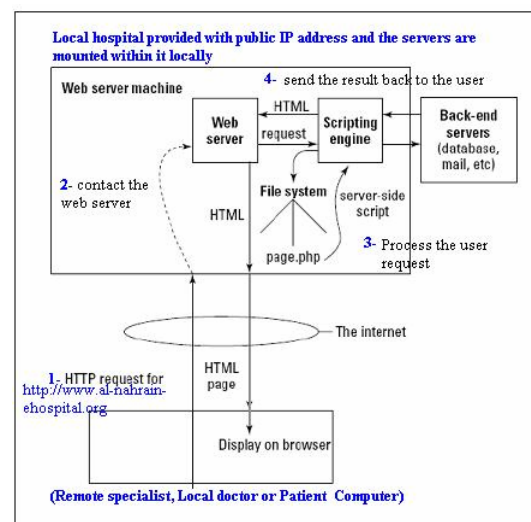 Local hospital provided with public IP address and the servers are
mounted within it locally
4- send the result back to the user
Web server machine
HTML
Web
server
request
Scripting
engine
Back-end
servers
(database,
mail, etc)
2- contact the
web server
File system
server-side
script
HTML
page.php
3- Process the user
request
The internet
1- HTTP request for
http://www.al-nahrain-
ehospital.org
HTML
page
Display on browser
(Remote specialist, Local doctor or Patient Computer)